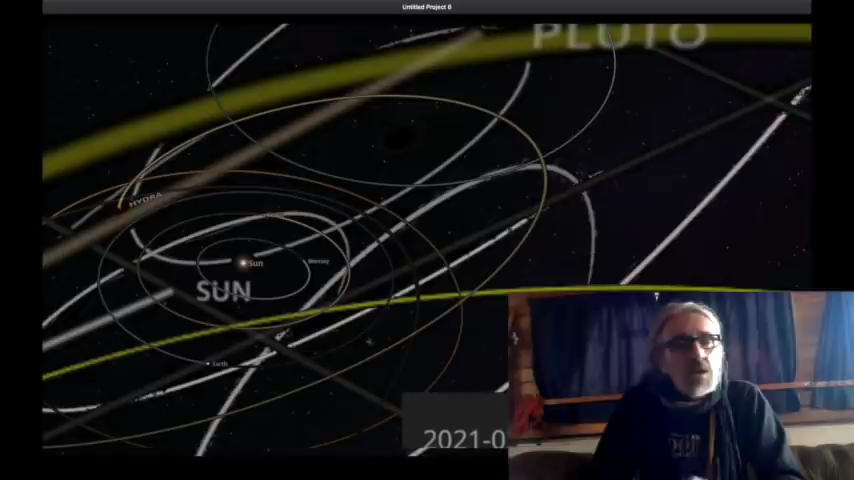 Untitled Project 6
PLUTO
HYDRA
Sun
Mercury
SUN
Earth
2021-0